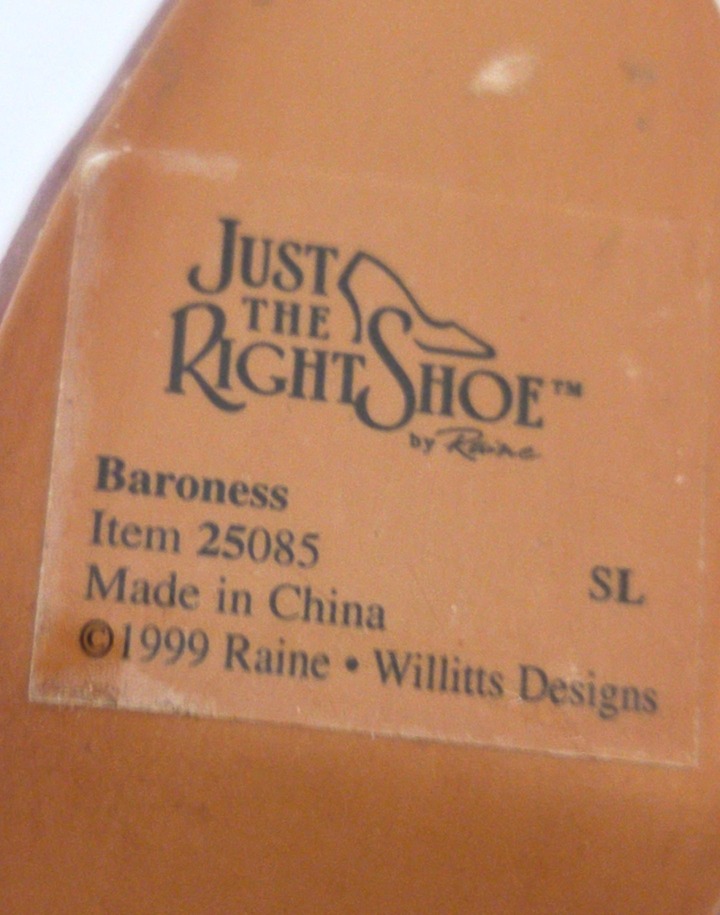 JUST
THE
RIGHT SHOE™
by Raine
Baroness
Item 25085
SL
Made in China
©1999 Raine • Willitts Designs